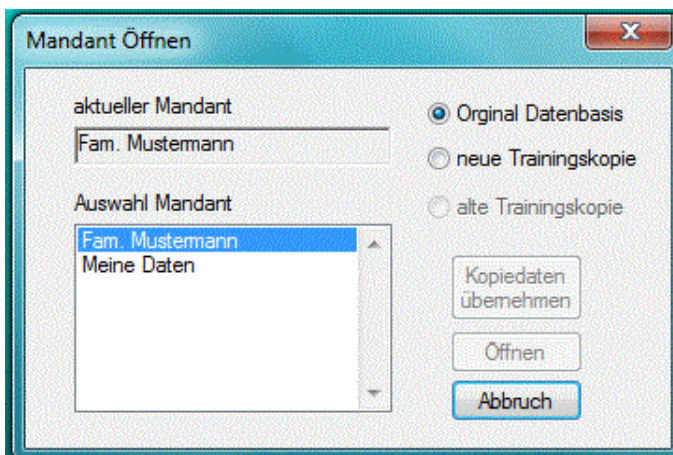 Mandant Öffnen
aktueller Mandant
Fam. Mustermann
Auswahl Mandant
Fam. Mustermann
Meine Daten
Orginal Datenbasis
neue Trainingskopie
alte Trainingskopie
Kopiedaten
übernehmen
Öffnen
Abbruch